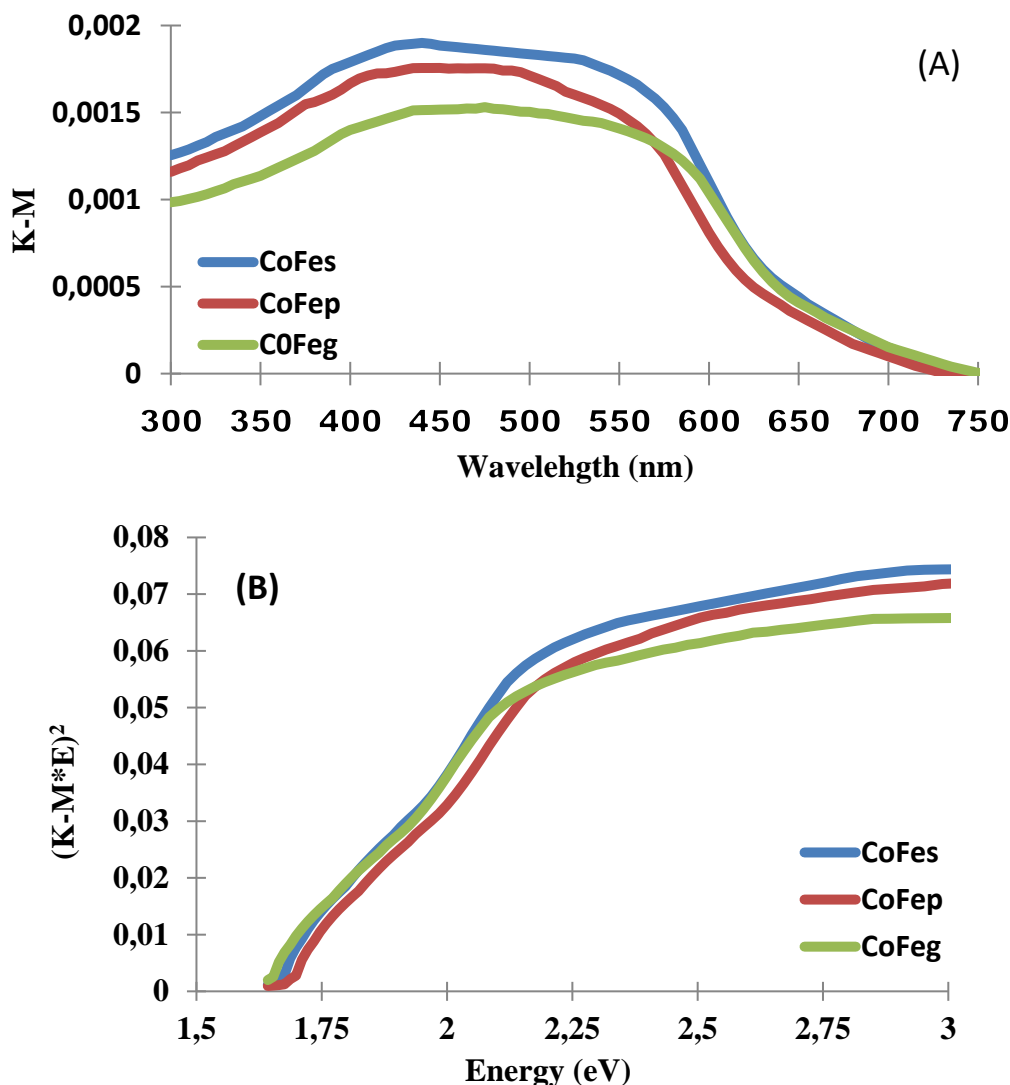 0,002
0,0015
0,001
0,0005
0
K-M
(A)
CoFes
CoFep
C0Feg
300 350 400 450 500 550 600 650 700 750
Wavelehgth (nm)
0,08
0,07
0,06
0,05
0,04
0,03
0,02
0,01
0
(K-M*E)²
(B)
CoFes
CoFep
CoFeg
1,5 1,75 2 2,25 2,5 2,75 3
Energy (eV)